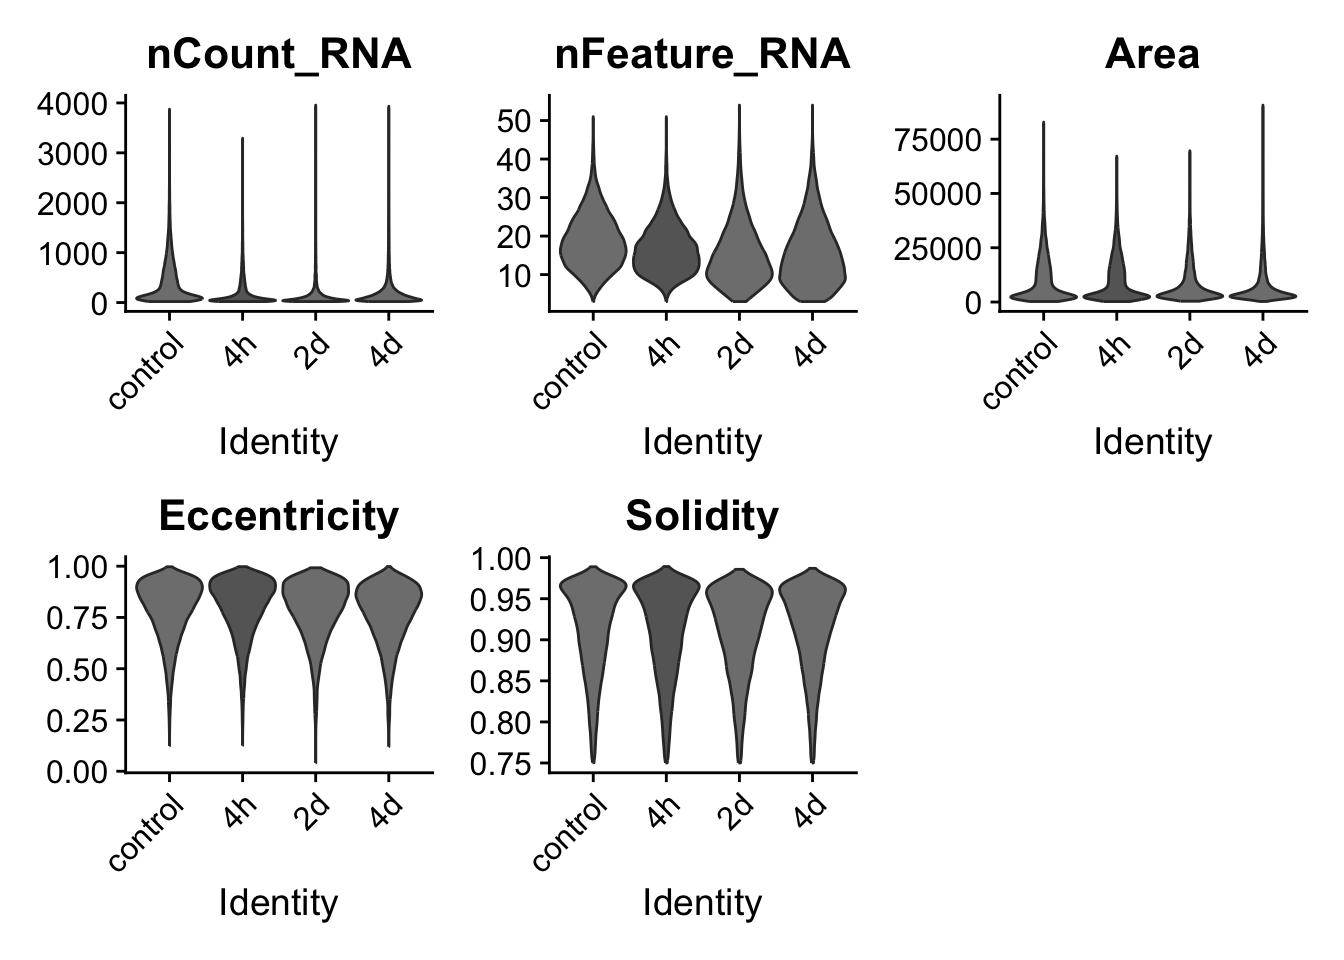 nCount_RNA
4000
3000
2000
1000
0
control
4h
2d
4d
Identity
nFeature_RNA
50
40
30
20
10
control
4h
2d
4d
Identity
Area
75000
50000
25000
0
control
4h
2d
4d
Identity
Eccentricity
1.00
0.75
0.50
0.25
0.00
control
4h
2d
4d
Identity
Solidity
1.00
0.95
0.90
0.85
0.80
0.75
control
4h
2d
4d
Identity